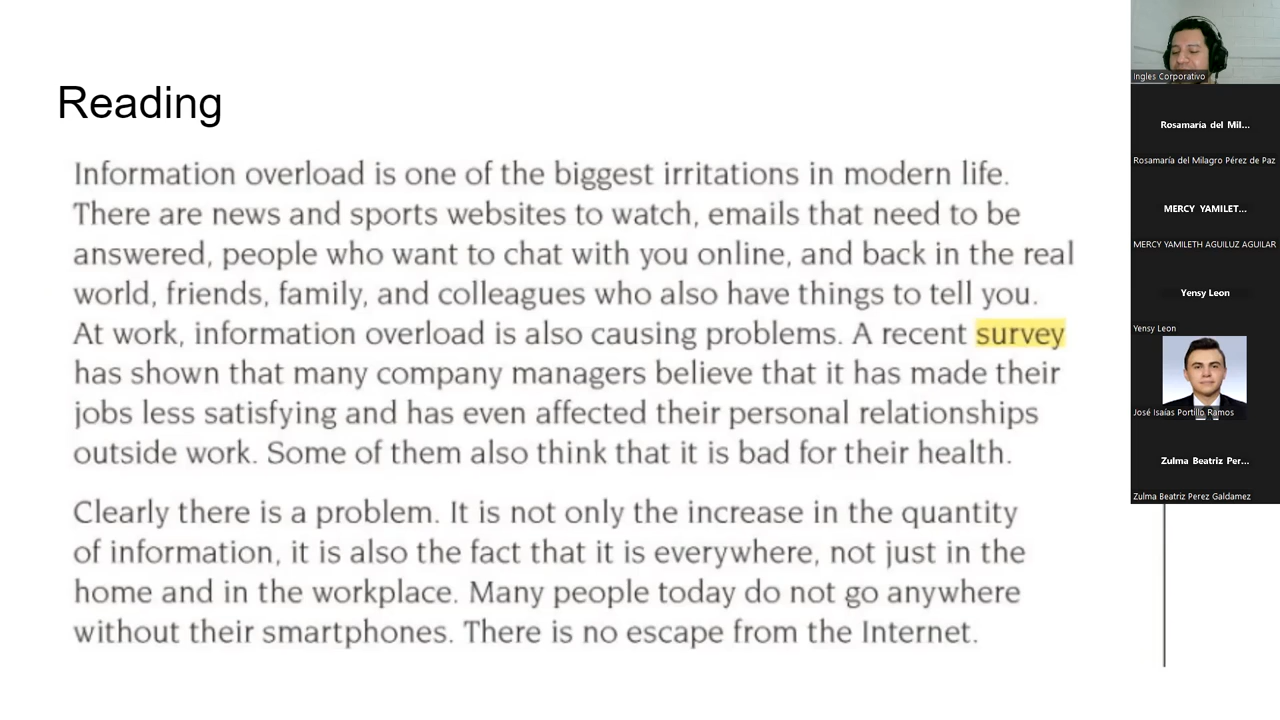 Reading
Information overload is one of the biggest irritations in modern life.
There are news and sports websites to watch, emails that need to be
answered, people who want to chat with you online, and back in the real
world, friends, family, and colleagues who also have things to tell you.
At work, information overload is also causing problems. A recent survey
has shown that many company managers believe that it has made their
jobs less satisfying and has even affected their personal relationships
outside work. Some of them also think that it is bad for their health.
Clearly there is a problem. It is not only the increase in the quantity
of information, it is also the fact that it is everywhere, not just in the
home and in the workplace. Many people today do not go anywhere
without their smartphones. There is no escape from the Internet.
Ingles Corporativo
Rosamaría del Mil...
Rosamaría del Milagro Pérez de Paz
MERCY YAMILET...
MERCY YAMILETH AGUILUZ AGUILAR
Yensy Leon
Yensy Leon
José Isaías Portillo Ramos
Zulma Beatriz Per...
Zulma Beatriz Perez Galdamez